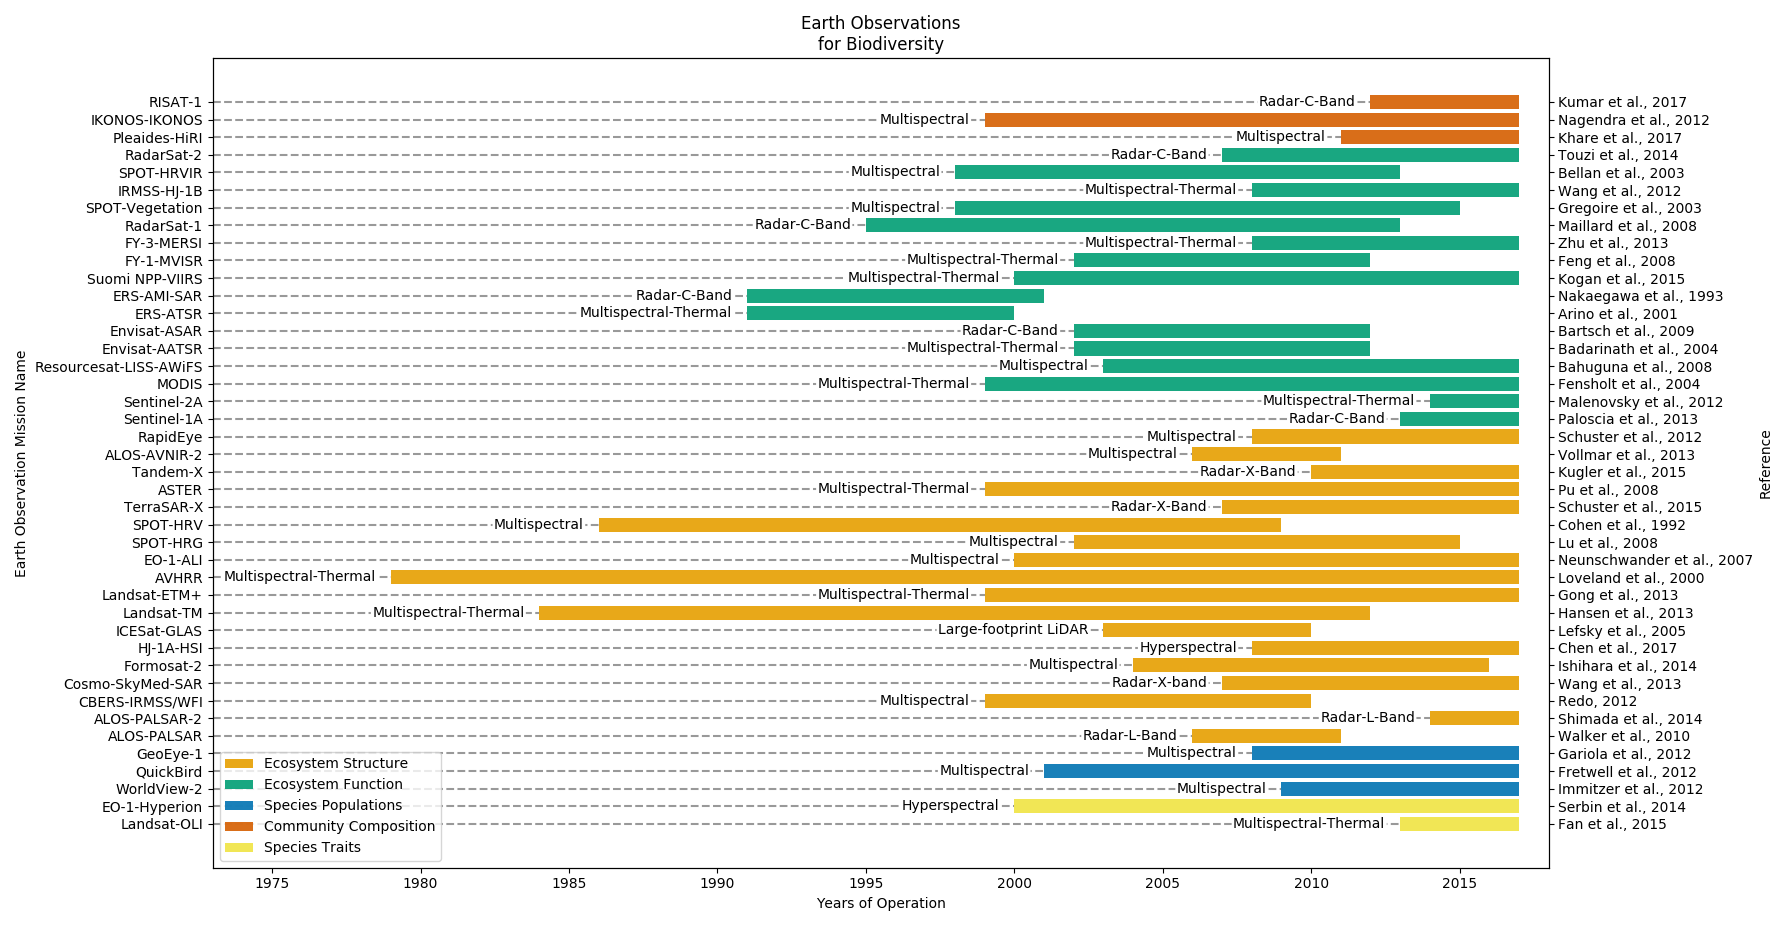 Earth Observations
for Biodiversity
RISAT-1 Radar-C-Band Kumar et al., 2017
IKONOS-IKONOS Multispectral Nagendra et al., 2012
Pleaides-HiRI Multispectral Khare et al., 2017
RadarSat-2 Radar-C-Band Touzi et al., 2014
SPOT-HRVIR Multispectral Bellan et al., 2003
IRMSS-HJ-1B Multispectral-Thermal Wang et al., 2012
SPOT-Vegetation Multispectral Gregoire et al., 2003
RadarSat-1 Radar-C-Band Maillard et al., 2008
FY-3-MERSI Multispectral-Thermal Zhu et al., 2013
FY-1-MVISR Multispectral-Thermal Feng et al., 2008
Suomi NPP-VIIRS Multispectral-Thermal Kogan et al., 2015
ERS-AMI-SAR Radar-C-Band Nakaegawa et al., 1993
ERS-ATSR Multispectral-Thermal Arino et al., 2001
Envisat-ASAR Radar-C-Band Bartsch et al., 2009
Envisat-AATSR Multispectral-Thermal Badarinath et al., 2004
Resourcesat-LISS-AWiFS Multispectral Bahuguna et al., 2008
MODIS Multispectral-Thermal Fensholt et al., 2004
Sentinel-2A Multispectral-Thermal Malenovsky et al., 2012
Sentinel-1A Radar-C-Band Paloscia et al., 2013
RapidEye Multispectral Schuster et al., 2012
ALOS-AVNIR-2 Multispectral Vollmar et al., 2013
Tandem-X Radar-X-Band Kugler et al., 2015
ASTER Multispectral-Thermal Pu et al., 2008
TerraSAR-X Radar-X-Band Schuster et al., 2015
SPOT-HRV Multispectral Cohen et al., 1992
SPOT-HRG Multispectral Lu et al., 2008
EO-1-ALI Multispectral Neunschwander et al., 2007
AVHRR Multispectral-Thermal Loveland et al., 2000
Landsat-ETM+ Multispectral-Thermal Gong et al., 2013
Landsat-TM Multispectral-Thermal Hansen et al., 2013
ICESat-GLAS Large-footprint LiDAR Lefsky et al., 2005
HJ-1A-HSI Hyperspectral Chen et al., 2017
Formosat-2 Multispectral Ishihara et al., 2014
Cosmo-SkyMed-SAR Radar-X-band Wang et al., 2013
CBERS-IRMSS/WFI Multispectral Redo, 2012
ALOS-PALSAR-2 Radar-L-Band Shimada et al., 2014
ALOS-PALSAR Radar-L-Band Walker et al., 2010
GeoEye-1 Multispectral Gariola et al., 2012
QuickBird Multispectral Fretwell et al., 2012
WorldView-2 Multispectral Immitzer et al., 2012
EO-1-Hyperion Hyperspectral Serbin et al., 2014
Landsat-OLI Multispectral-Thermal Fan et al., 2015
Earth Observation Mission Name
Reference
Ecosystem Structure
Ecosystem Function
Species Populations
Community Composition
Species Traits
1975 1980 1985 1990 1995 2000 2005 2010 2015
Years of Operation